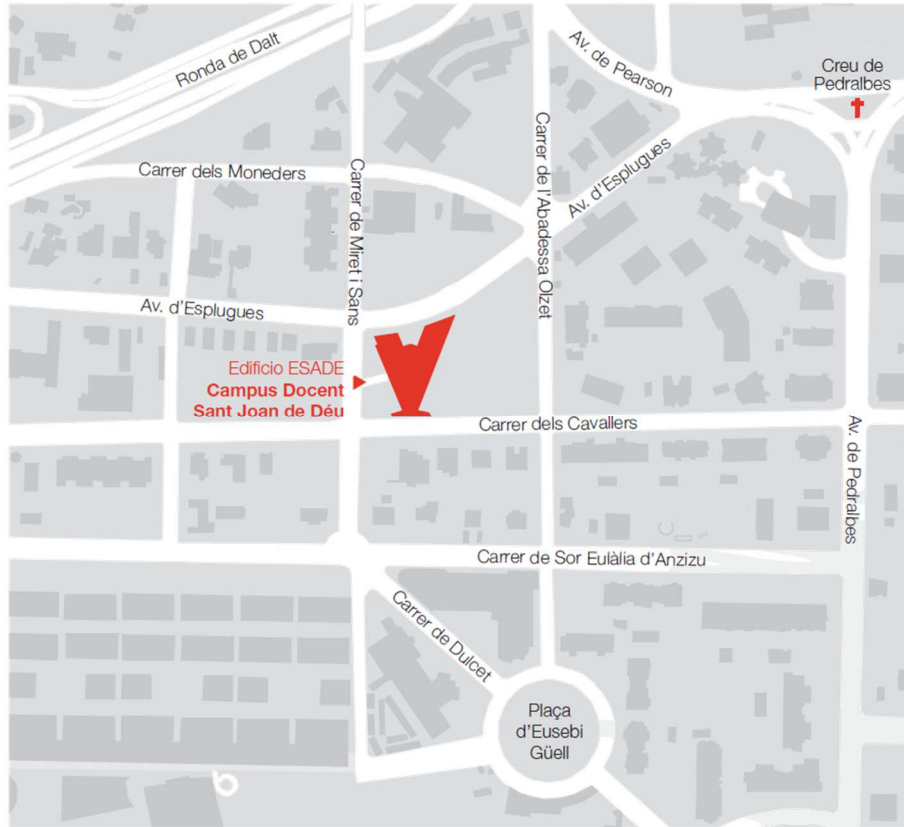 Ronda de Dalt
Av. de Pearson
Creu de
Pedralbes
Carrer dels Moneders
Carrer de Miret i Sans
Carrer de l'Abadessa Olzet
Av. d'Esplugues
Av. d'Esplugues
Edificio ESADE
Campus Docent
Sant Joan de Déu
Carrer dels Cavallers
Av. de Pedralbes
Carrer de Sor Eulàlia d'Anzizu
Carrer de Dulcet
Plaça
d'Eusebi
Güell